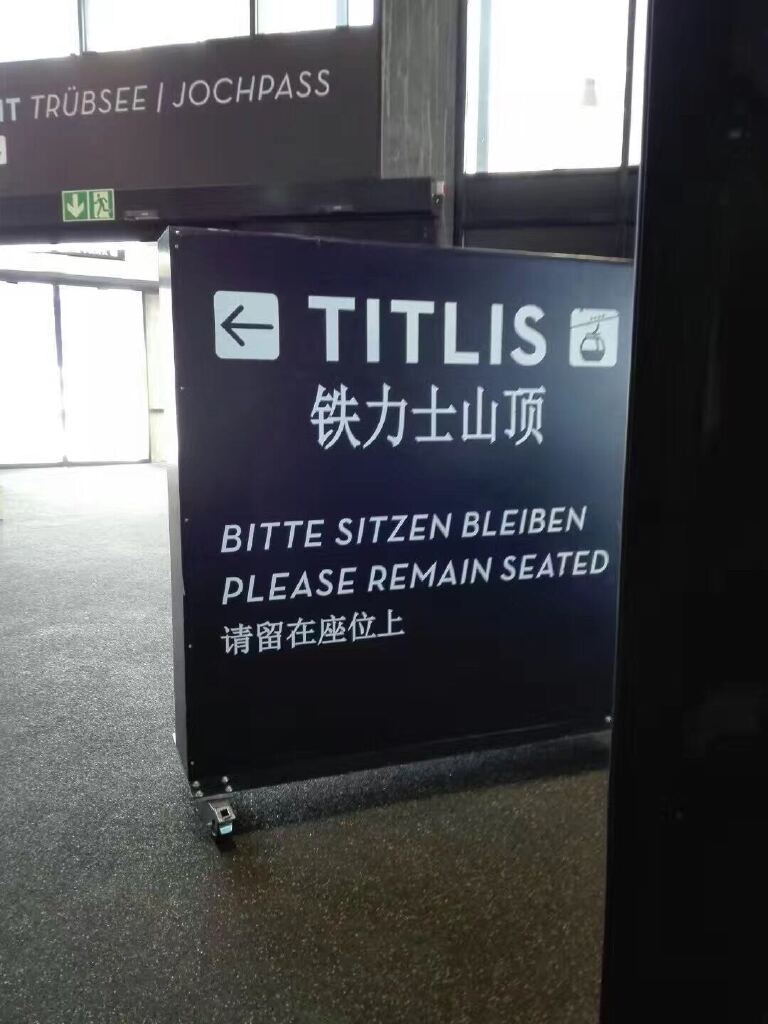 TRÜBSEE | JOCHPASS
TITLIS
铁力士山顶
BITTE SITZEN BLEIBEN
PLEASE REMAIN SEATED
请留在座位上